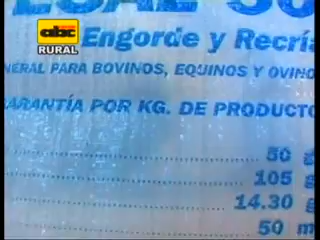 abc
RURAL
Engorde y Recría
NERAL PARA BOVINOS, EQUINOS Y OVINO
ARANTÍA POR KG. DE PRODUCTO
50 g
105 g
14.30 g
50 m